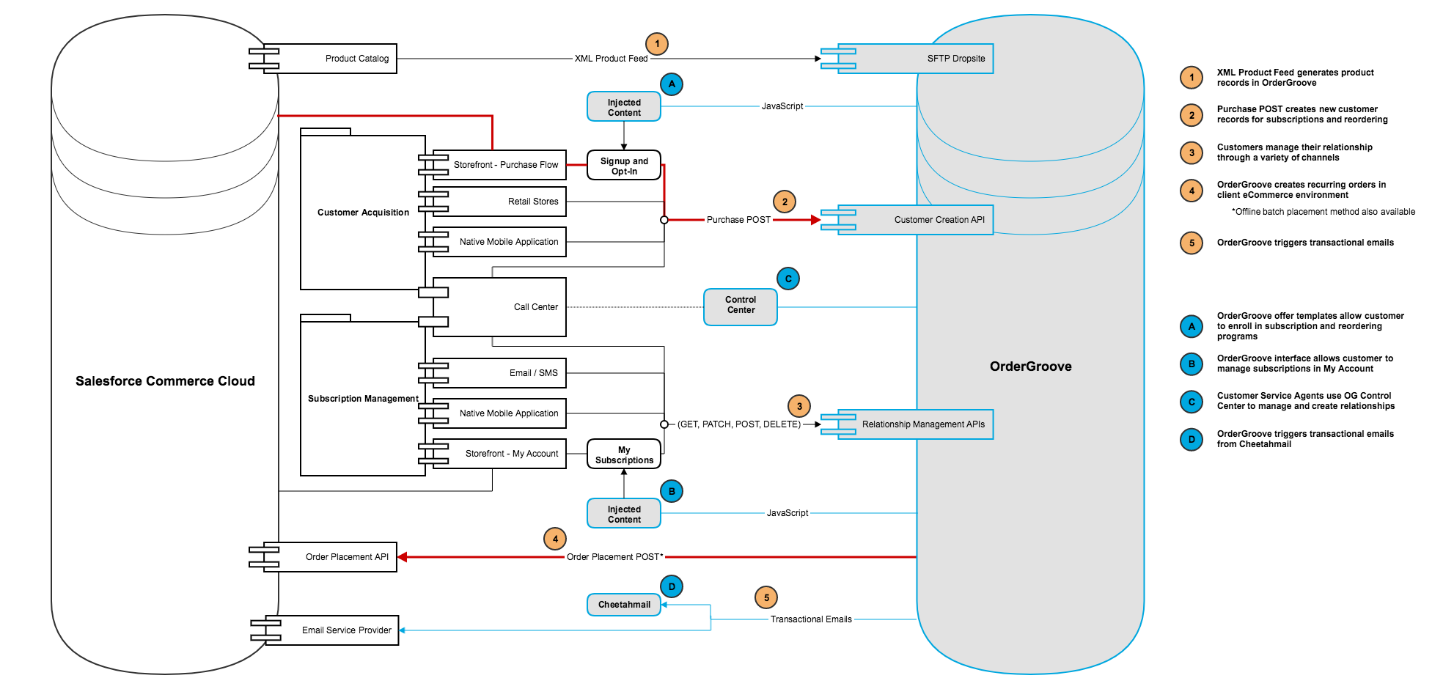 1
Product Catalog
XML Product Feed
SFTP Dropsite
A
Injected
Content
JavaScript
Storefront - Purchase Flow
Signup and
Opt-In
Customer Acquisition
Retail Stores
2
Purchase POST
Customer Creation API
Native Mobile Application
C
Call Center
Control
Center
Salesforce Commerce Cloud
OrderGroove
Email / SMS
Subscription Management
Native Mobile Application
3
(GET, PATCH, POST, DELETE)
Relationship Management APIs
Storefront - My Account
My
Subscriptions
B
Injected
Content
JavaScript
4
Order Placement API
Order Placement POST*
D
Cheetahmail
5
Transactional Emails
Email Service Provider
1
XML Product Feed generates product
records in OrderGroove
2
Purchase POST creates new customer
records for subscriptions and reordering
3
Customers manage their relationship
through a variety of channels
4
OrderGroove creates recurring orders in
client eCommerce environment
*Offline batch placement method also available
5
OrderGroove triggers transactional emails
A
OrderGroove offer templates allow customer
to enroll in subscription and reordering
programs
B
OrderGroove interface allows customer to
manage subscriptions in My Account
C
Customer Service Agents use OG Control
Center to manage and create relationships
D
OrderGroove triggers transactional emails
from Cheetahmail